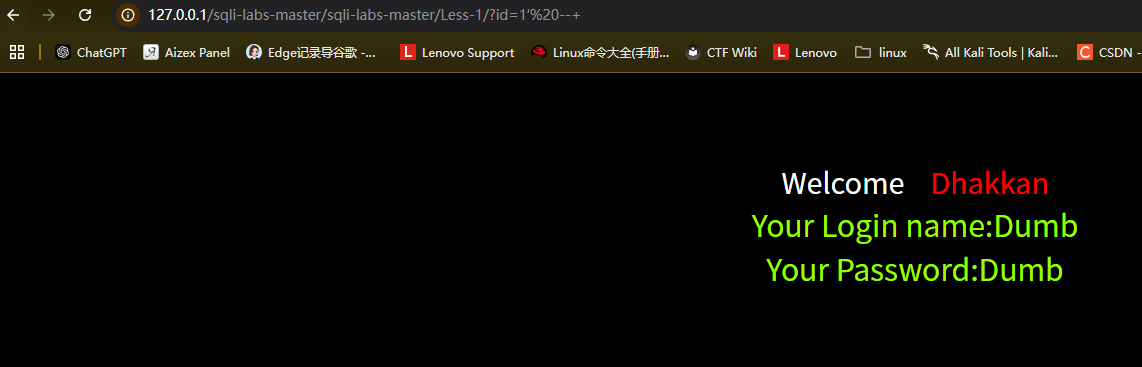 127.0.0.1/sqli-labs-master/sqli-labs-master/Less-1/?id=1'%20--+
ChatGPT Aizex Panel Edge记录导谷歌 -... Lenovo Support Linux命令大全(手册... CTF Wiki Lenovo linux All Kali Tools | Kali... CSDN -
Welcome Dhakkan
Your Login name:Dumb
Your Password:Dumb